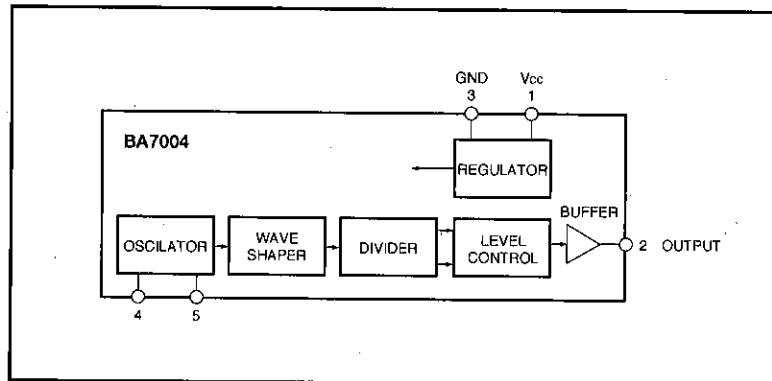 GND Vcc
3 1
BA7004
REGULATOR
BUFFER
OSCILATOR
WAVE
SHAPER
DIVIDER
LEVEL
CONTROL
2 OUTPUT
4 5